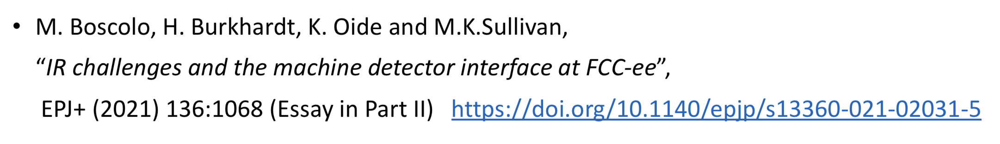 • M. Boscolo, H. Burkhardt, K. Oide and M.K.Sullivan,
“IR challenges and the machine detector interface at FCC-ee”,
EPJ+ (2021) 136:1068 (Essay in Part II) https://doi.org/10.1140/epjp/s13360-021-02031-5